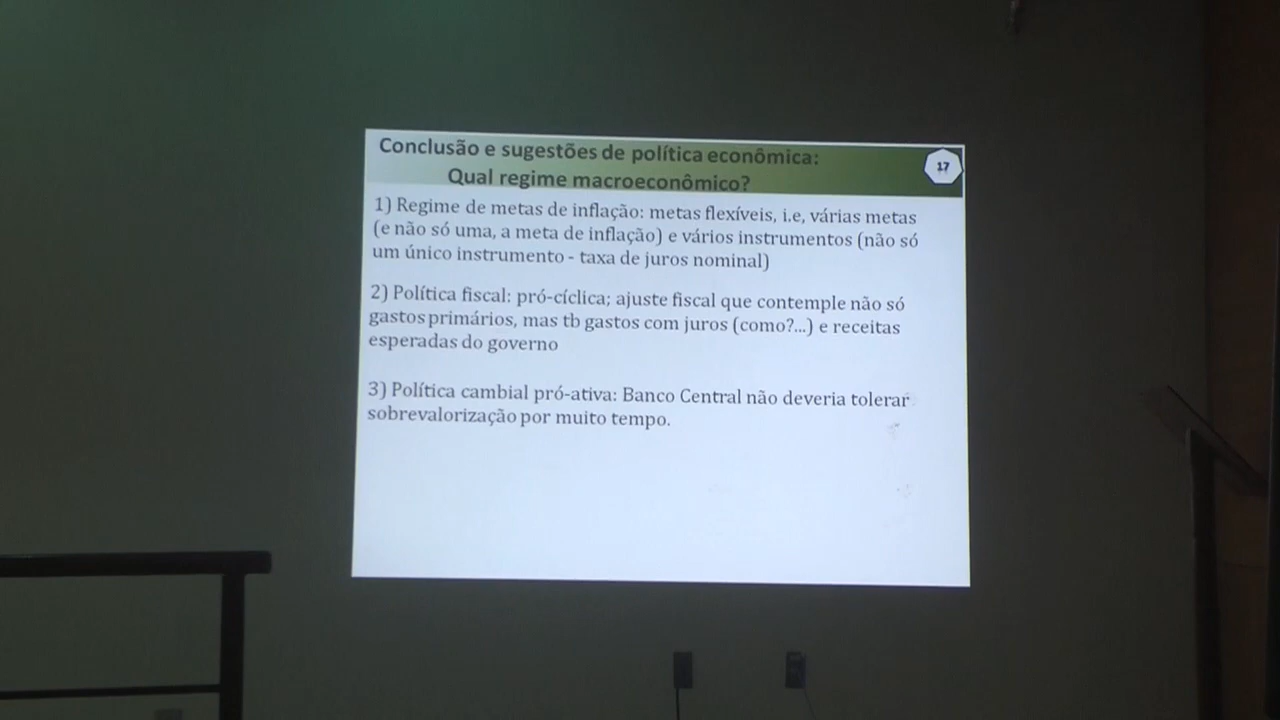 Conclusão e sugestões de política econômica:
Qual regime macroeconômico?
17
1) Regime de metas de inflação: metas flexíveis, i.e, várias metas
(e não só uma, a meta de inflação) e vários instrumentos (não só
um único instrumento - taxa de juros nominal)
2) Política fiscal: pró-cíclica; ajuste fiscal que contemple não só
gastos primários, mas tb gastos com juros (como?...) e receitas
esperadas do governo
3) Política cambial pró-ativa: Banco Central não deveria tolerar
sobrevalorização por muito tempo.